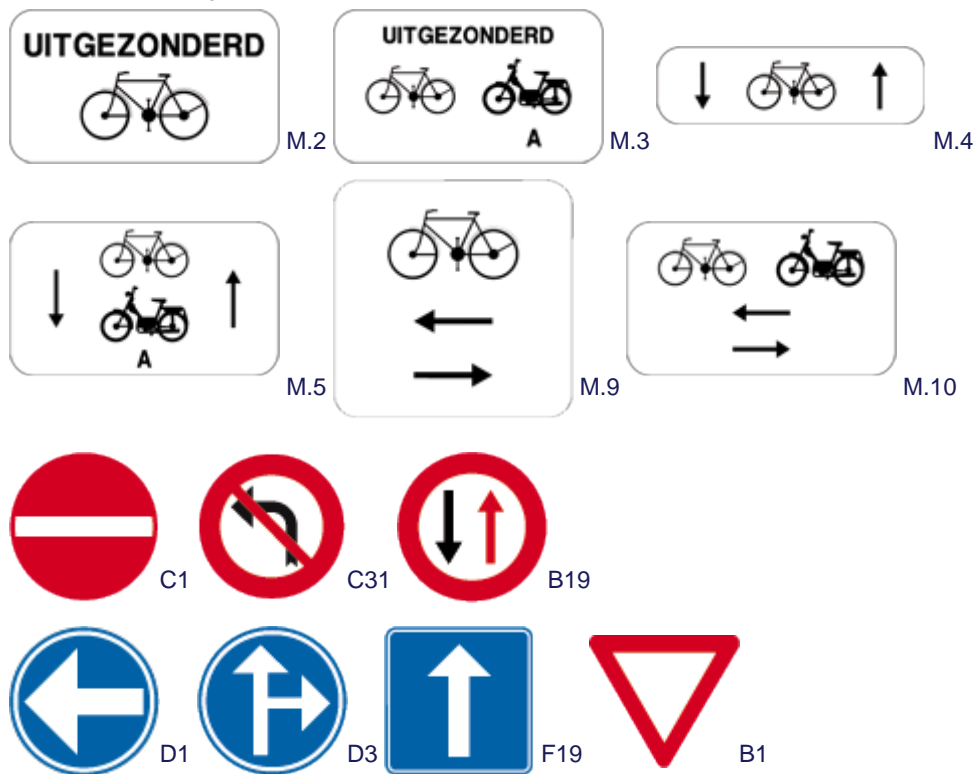 UITGEZONDERD
M.2
UITGEZONDERD
A
M.3
M.4
A
M.5
M.9
M.10
C1
C31
B19
D1
D3
F19
B1